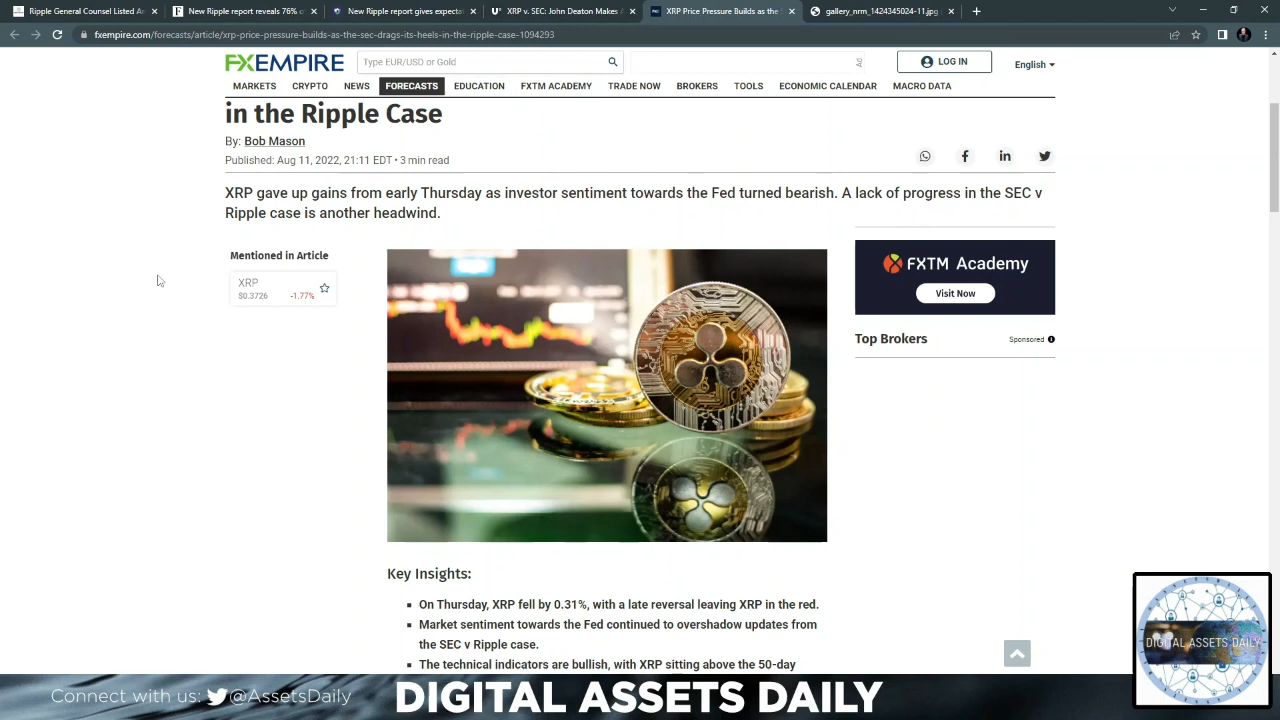 Ripple General Counsel Listed Am
New Ripple report shows 76% o
Ripple counsel gives expansion
XRP v. SEC: John Deaton Makes A
XRP Price Pressure Builds as the S
gallery_nrm_1424345024-11.jpg
fxempire.com/forecasts/article/xrp-price-pressure-builds-as-the-sec-drags-its-heels-in-the-ripple-case-1094293
FXEMPIRE
Type EUR/USD or Gold
Ad
LOG IN
English
MARKETS CRYPTO NEWS FORECASTS EDUCATION FXTM ACADEMY TRADE NOW BROKERS TOOLS ECONOMIC CALENDAR MACRO DATA
in the Ripple Case
By: Bob Mason
Published: Aug 11, 2022, 21:11 EDT • 3 min read
XRP gave up gains from early Thursday as investor sentiment towards the Fed turned bearish. A lack of progress in the SEC v
Ripple case is another headwind.
Mentioned in Article
XRP
$0.3726 -1.77%
FXTM Academy
Visit Now
Top Brokers
Sponsored
Key Insights:
On Thursday, XRP fell by 0.31%, with a late reversal leaving XRP in the red.
Market sentiment towards the Fed continued to overshadow updates from
the SEC v Ripple case.
The technical indicators are bullish, with XRP sitting above the 50-day
DIGITAL ASSETS DAILY
Connect with us: @AssetsDaily
DIGITAL ASSETS DAILY